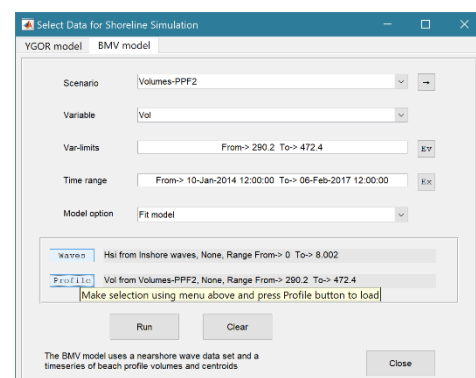 Select Data for Shoreline Simulation
YGOR model BMV model
Scenario Volumes-PPF2 →
Variable Vol
Var-limits From-> 290.2 To-> 472.4 Ev
Time range From-> 10-Jan-2014 12:00:00 To-> 06-Feb-2017 12:00:00 Ex
Model option Fit model
Waves Hsi from Inshore waves, None, Range From-> 0 To-> 8.002
Profile Vol from Volumes-PPF2, None, Range From-> 290.2 To-> 472.4
Make selection using menu above and press Profile button to load
Run Clear
The BMV model uses a nearshore wave data set and a
timeseries of beach profile volumes and centroids
Close